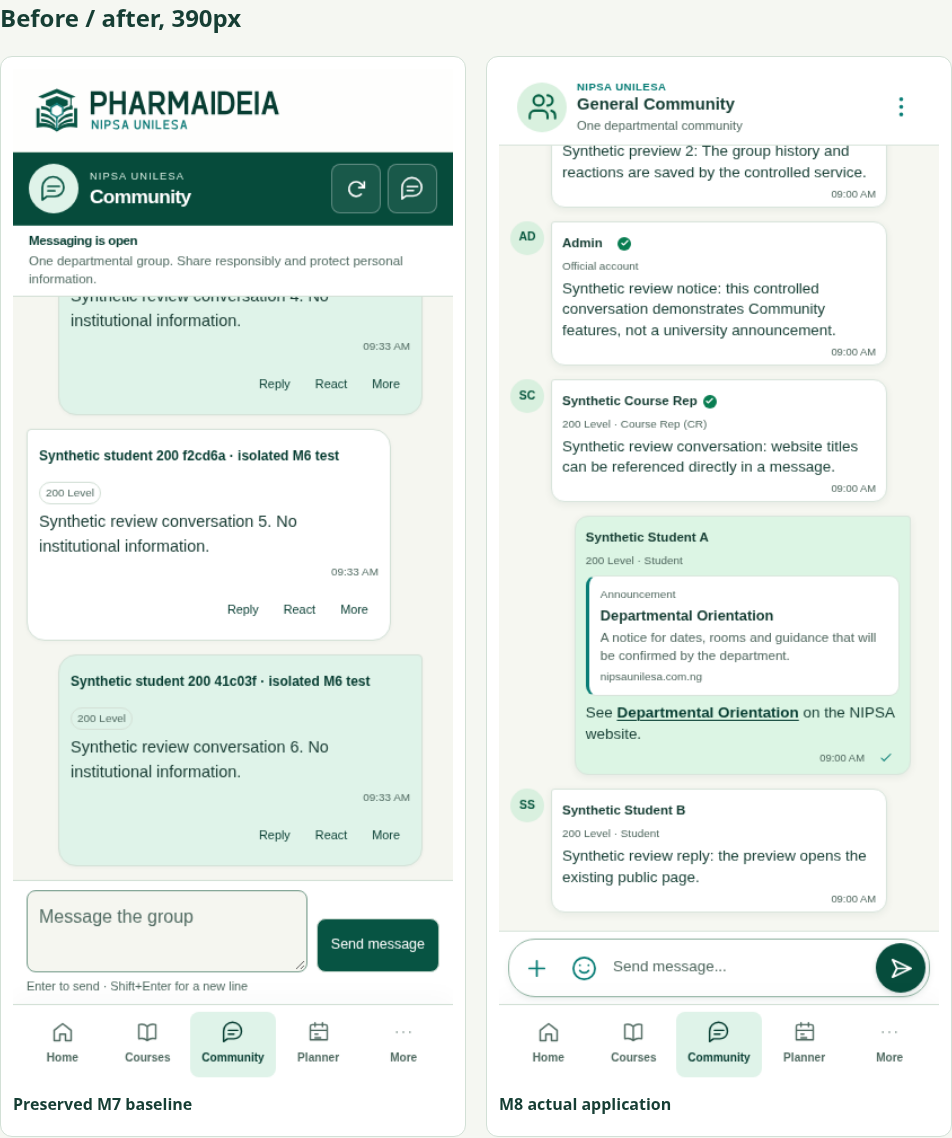 Before / after, 390px
PHARMAIDEIA
NIPSA UNILESA
NIPSA UNILESA
Community
Messaging is open
One departmental group. Share responsibly and protect personal
information.
Synthetic review conversation 4. No
institutional information.
09:33 AM
Reply React More
Synthetic student 200 f2cd6a · isolated M6 test
200 Level
Synthetic review conversation 5. No
institutional information.
09:33 AM
Reply React More
Synthetic student 200 41c03f · isolated M6 test
200 Level
Synthetic review conversation 6. No
institutional information.
09:33 AM
Reply React More
Message the group
Send message
Enter to send · Shift+Enter for a new line
Home Courses Community Planner More
Preserved M7 baseline
NIPSA UNILESA
General Community
One departmental community
Synthetic preview 2: The group history and
reactions are saved by the controlled service.
09:00 AM
AD
Admin
Official account
Synthetic review notice: this controlled
conversation demonstrates Community
features, not a university announcement.
09:00 AM
SC
Synthetic Course Rep
200 Level · Course Rep (CR)
Synthetic review conversation: website titles
can be referenced directly in a message.
09:00 AM
Synthetic Student A
200 Level · Student
Announcement
Departmental Orientation
A notice for dates, rooms and guidance that will
be confirmed by the department.
nipsaunilesa.com.ng
See Departmental Orientation on the NIPSA
website.
09:00 AM
SS
Synthetic Student B
200 Level · Student
Synthetic review reply: the preview opens the
existing public page.
09:00 AM
Send message...
Home Courses Community Planner More
M8 actual application